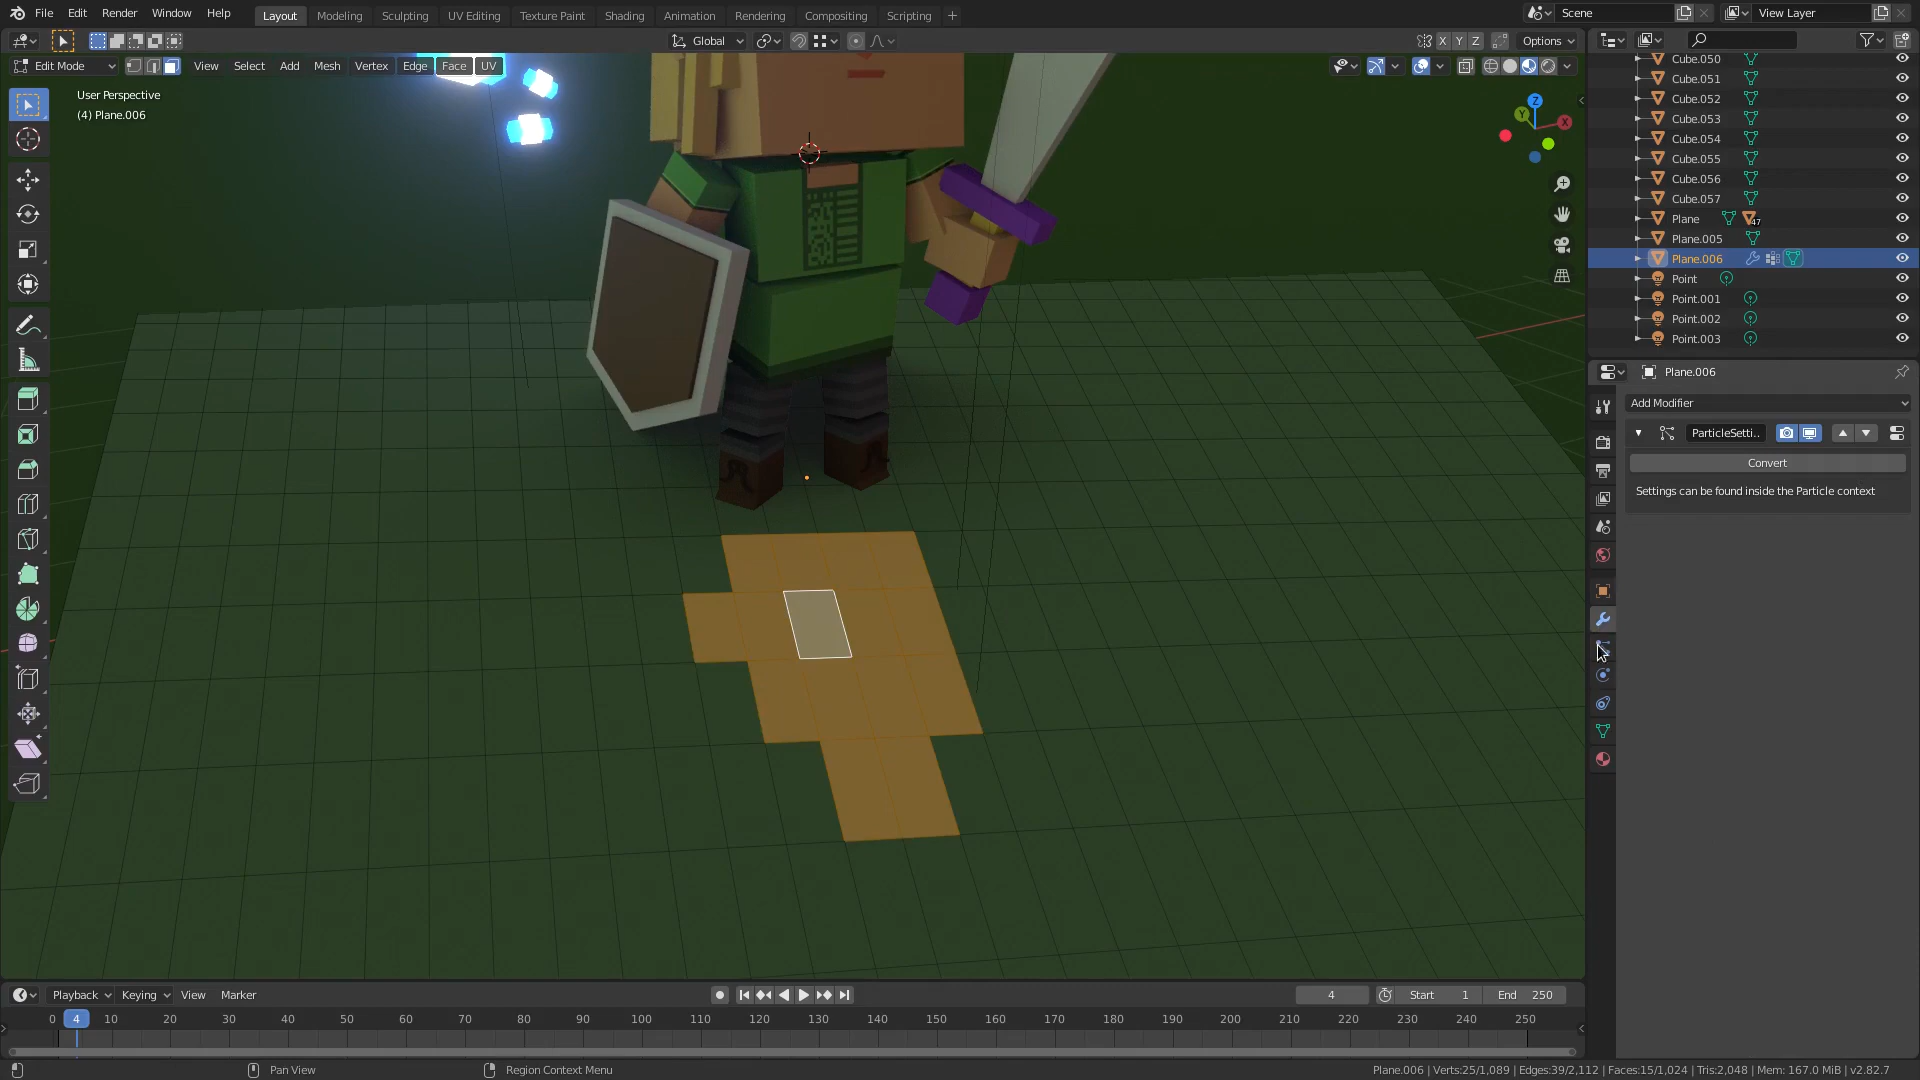 File Edit Render Window Help Layout Modeling Sculpting UV Editing Texture Paint Shading Animation Rendering Compositing Scripting + Scene View Layer
Global X Y Z Options
Edit Mode View Select Add Mesh Vertex Edge Face UV
User Perspective
(4) Plane.006
Z
Y
X
Cube.050
Cube.051
Cube.052
Cube.053
Cube.054
Cube.055
Cube.056
Cube.057
Plane 47
Plane.005
Plane.006
Point
Point.001
Point.002
Point.003
Plane.006
Add Modifier
ParticleSetti..
Convert
Settings can be found inside the Particle context
Playback Keying View Marker 4 Start 1 End 250
0 4 10 20 30 40 50 60 70 80 90 100 110 120 130 140 150 160 170 180 190 200 210 220 230 240 250
Pan View Region Context Menu Plane.006 | Verts:25/1,089 | Edges:39/2,112 | Faces:15/1,024 | Tris:2,048 | Mem: 167.0 MiB | v2.82.7